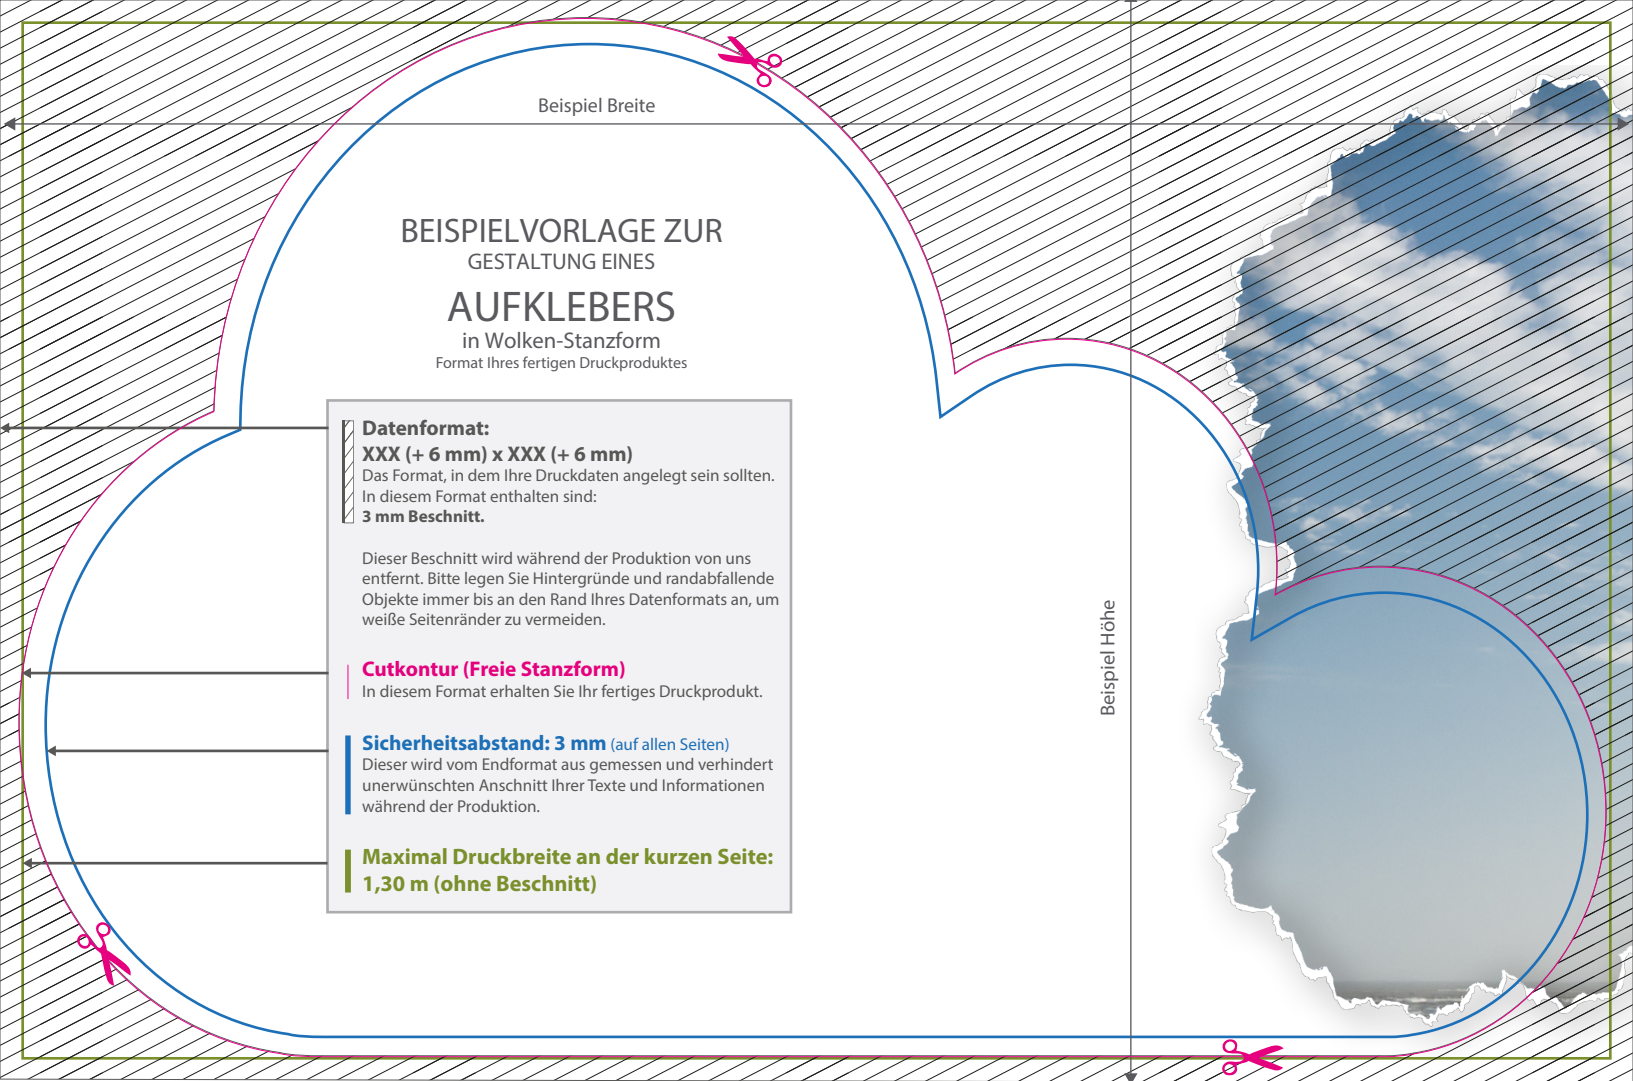 Beispiel Breite
BEISPIELVORLAGE ZUR
GESTALTUNG EINES
AUFKLEBERS
in Wolken-Stanzform
Format Ihres fertigen Druckproduktes
Datenformat:
XXX (+ 6 mm) x XXX (+ 6 mm)
Das Format, in dem Ihre Druckdaten angelegt sein sollten.
In diesem Format enthalten sind:
3 mm Beschnitt.
Dieser Beschnitt wird während der Produktion von uns
entfernt. Bitte legen Sie Hintergründe und randabfallende
Objekte immer bis an den Rand Ihres Datenformats an, um
weiße Seitenränder zu vermeiden.
Cutkontur (Freie Stanzform)
In diesem Format erhalten Sie Ihr fertiges Druckprodukt.
Sicherheitsabstand: 3 mm (auf allen Seiten)
Dieser wird vom Endformat aus gemessen und verhindert
unerwünschten Anschnitt Ihrer Texte und Informationen
während der Produktion.
Maximal Druckbreite an der kurzen Seite:
1,30 m (ohne Beschnitt)
Beispiel Höhe